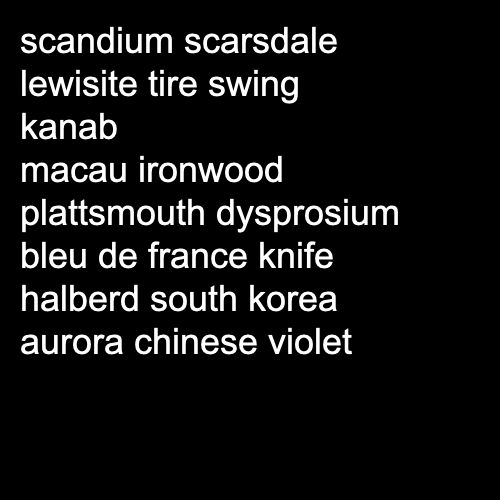 scandium scarsdale
lewisite tire swing
kanab
macau ironwood
plattsmouth dysprosium
bleu de france knife
halberd south korea
aurora chinese violet